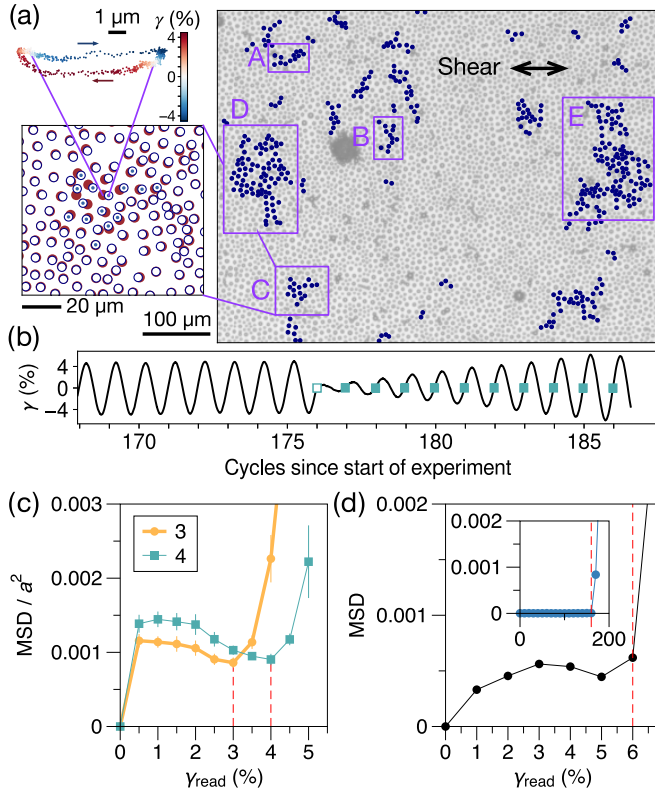 (a)
1 µm
γ (%)
4
0
−4
A
Shear
D
B
E
C
20 µm
100 µm
(b)
γ (%)
4
0
−4
170
175
180
185
Cycles since start of experiment
(c)
0.003
0.002
0.001
0
MSD / a²
3
4
0 1 2 3 4 5
γread (%)
(d)
0.002
0.001
0
MSD
0.002
0.001
0
0 200
0 1 2 3 4 5 6
γread (%)